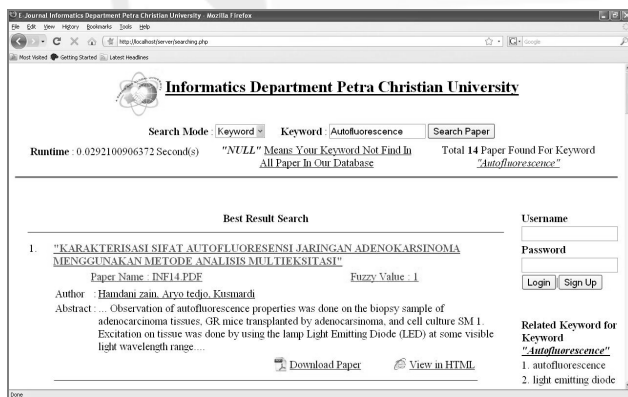 E-Journal Informatics Department Petra Christian University - Mozilla Firefox
File Edit View History Bookmarks Tools Help
http://localhost/server/searching.php
Google
Most Visited Getting Started Latest Headlines
Informatics Department Petra Christian University
Search Mode : Keyword Keyword : Autofluorescence Search Paper
Runtime : 0.0292100906372 Second(s) "NULL" Means Your Keyword Not Find In Total 14 Paper Found For Keyword
All Paper In Our Database "Autofluorescence"
Best Result Search Username
1. "KARAKTERISASI SIFAT AUTOFLUORESENSI JARINGAN ADENOKARSINOMA
MENGGUNAKAN METODE ANALISIS MULTIEKSITASI" Password
Paper Name : INF14.PDF Fuzzy Value : 1
Login Sign Up
Author : Hamdani zain, Aryo tedjo, Kusmardi
Abstract : ... Observation of autofluorescence properties was done on the biopsy sample of
adenocarcinoma tissues, GR mice transplanted by adenocarsinoma, and cell culture SM 1.
Excitation on tissue was done by using the lamp Light Emitting Diode (LED) at some visible
light wavelength range....
Related Keyword for
Keyword
"Autofluorescence"
1. autofluorescence
2. light emitting diode
Download Paper View in HTML
Done